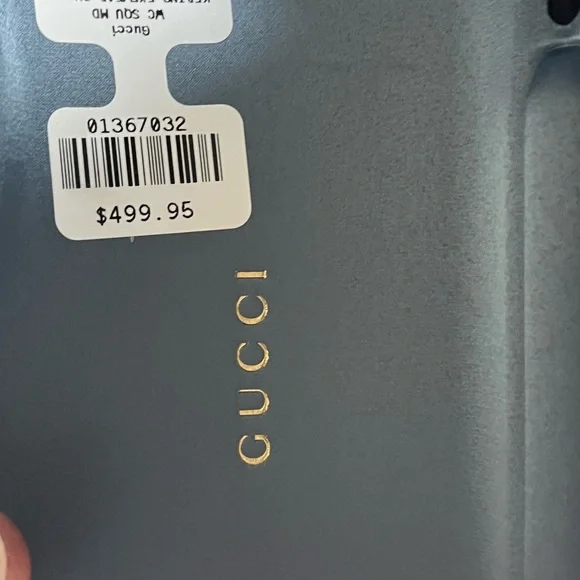 Gucci
WC SQU MD
01367032
$499.95
GUCCI